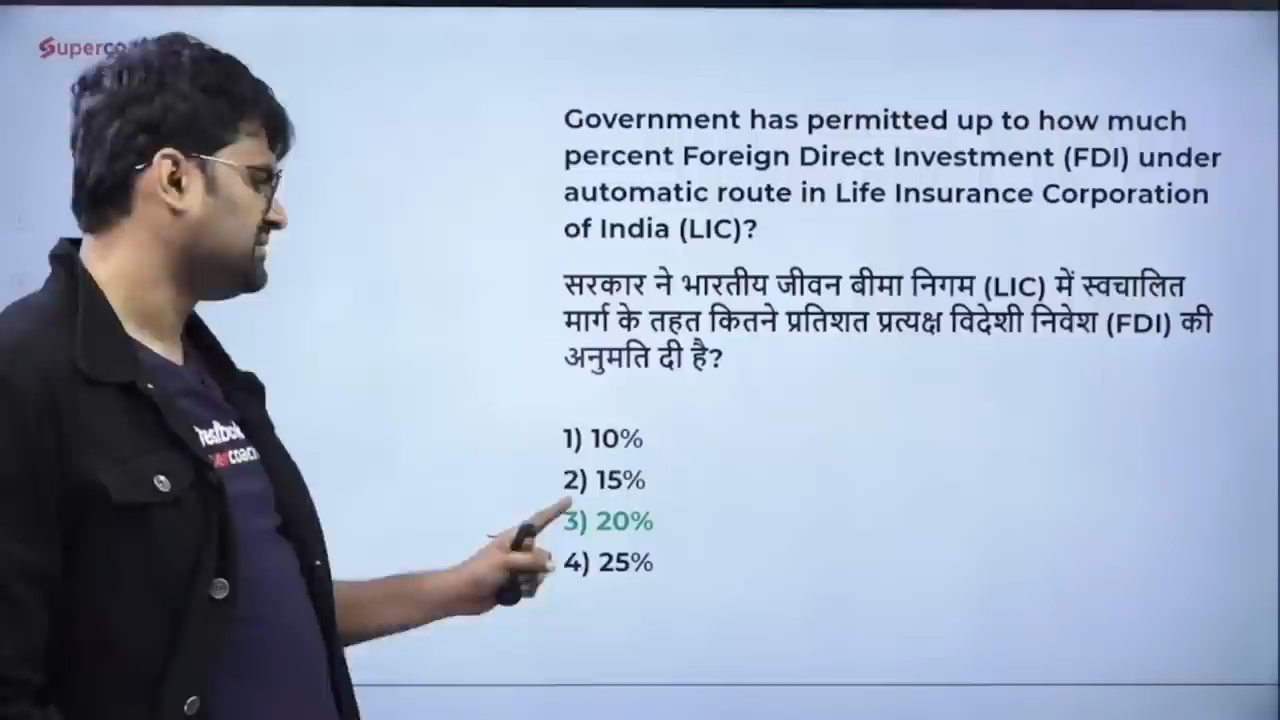 Government has permitted up to how much
percent Foreign Direct Investment (FDI) under
automatic route in Life Insurance Corporation
of India (LIC)?
सरकार ने भारतीय जीवन बीमा निगम (LIC) में स्वचालित
मार्ग के तहत कितने प्रतिशत प्रत्यक्ष विदेशी निवेश (FDI) की
अनुमति दी है?
1) 10%
2) 15%
3) 20%
4) 25%